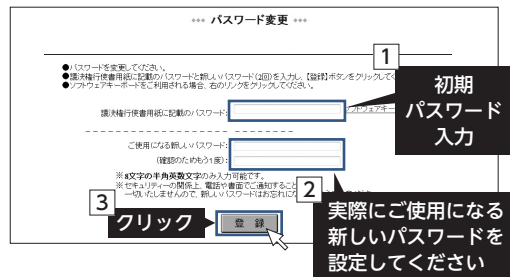 *** パスワード変更 ***
1
●パスワードを変更してください。
●議決権行使書用紙に記載のパスワードと新しいパスワード(2回)を入力し、【登録】ボタンをクリックしてく
●ソフトウェアキーボードをご利用される場合、右のリンクをクリックしてください。
初期
パスワード
入力
議決権行使書用紙に記載のパスワード:
ソフトウェアキー
ご使用になる新しいパスワード:
(確認のためもう1度):
※8文字の半角英数文字のみ入力可能です。
※セキュリティーの関係上、電話や書面でご通知すること
一切いたしませんので、新しいパスワードはお忘れに
2
実際にご使用になる
新しいパスワードを
設定してください
3
クリック
登 録